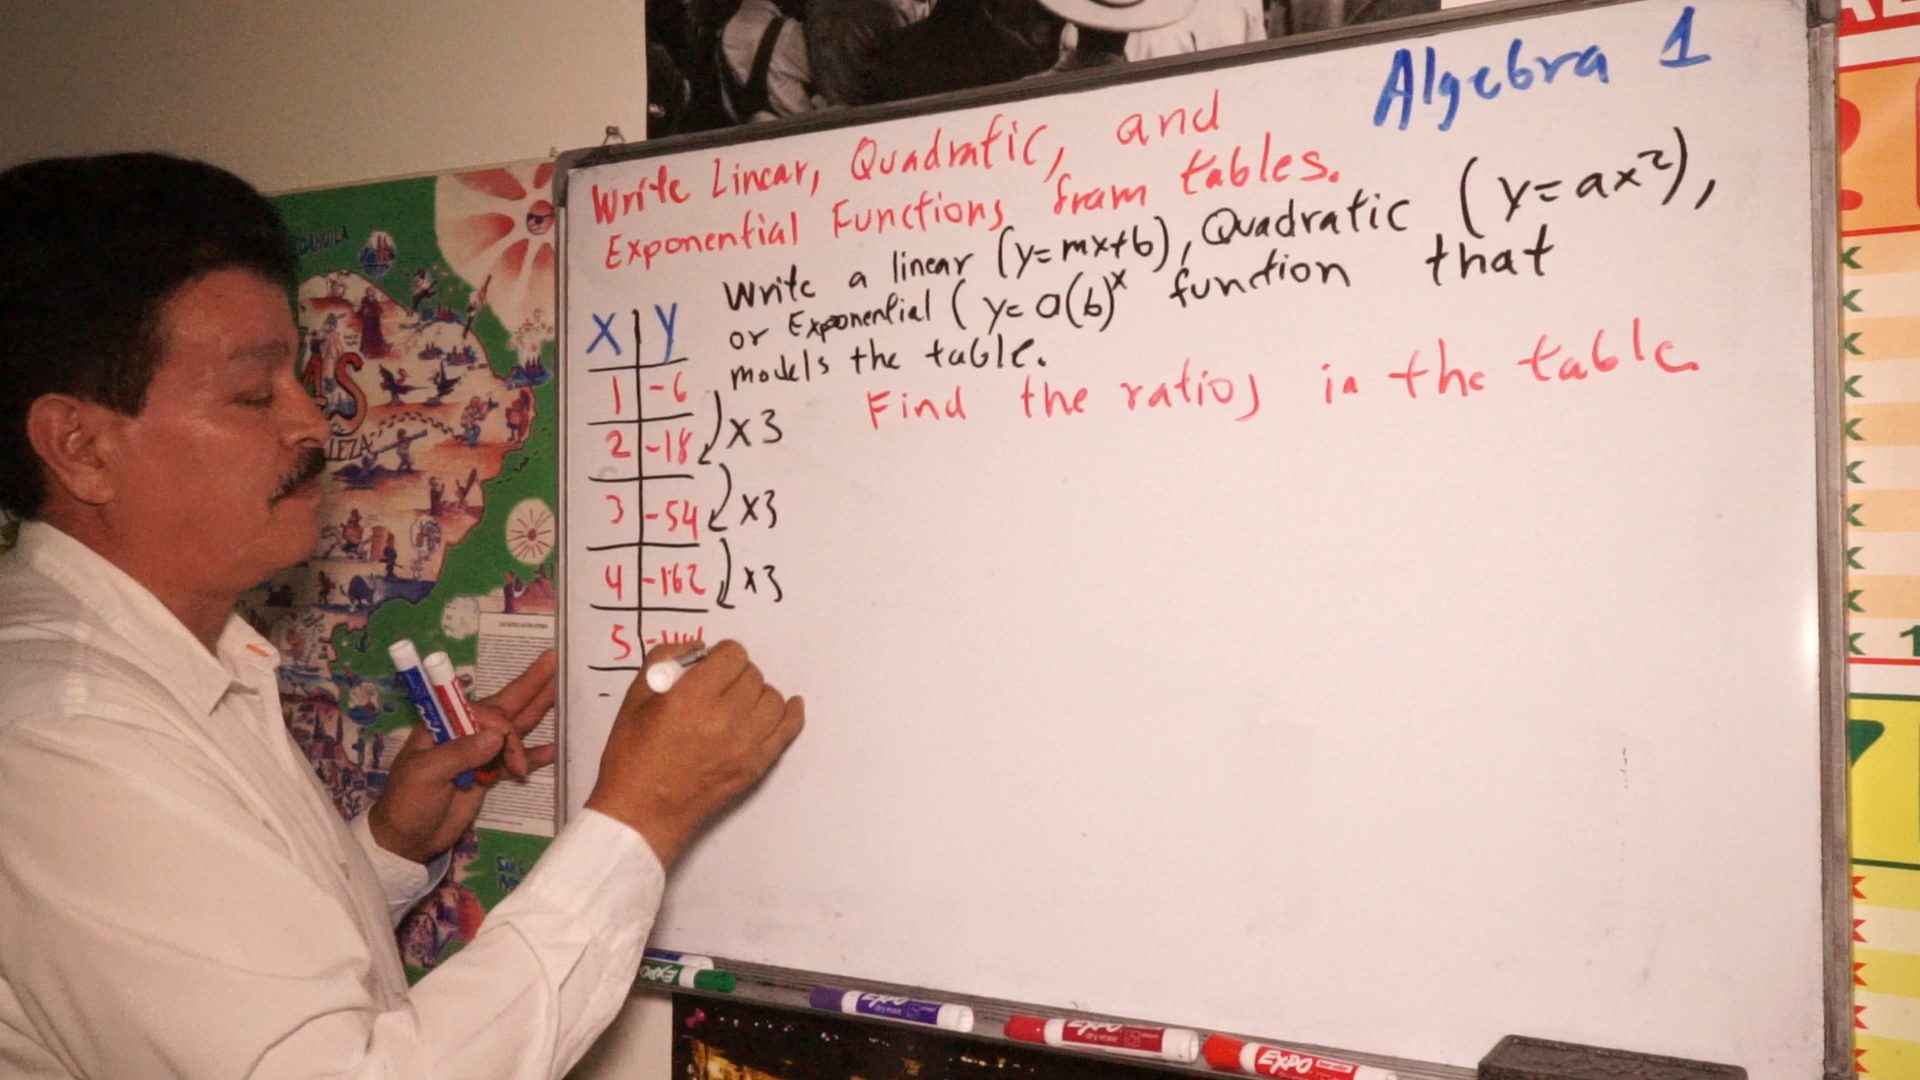 Algebra 1
Write Linear, Quadratic, and
Exponential Functions from tables.
Write a linear (y=mx+b), Quadratic (y=ax²),
or Exponential (y=a(b)ˣ function that
models the table.
Find the ratios in the table
X Y
1 -6
2 -18
3 -54
4 -162
5
x3
x3
x3
COAHUILA
EXPO
EXPO
EXPO
EXPO